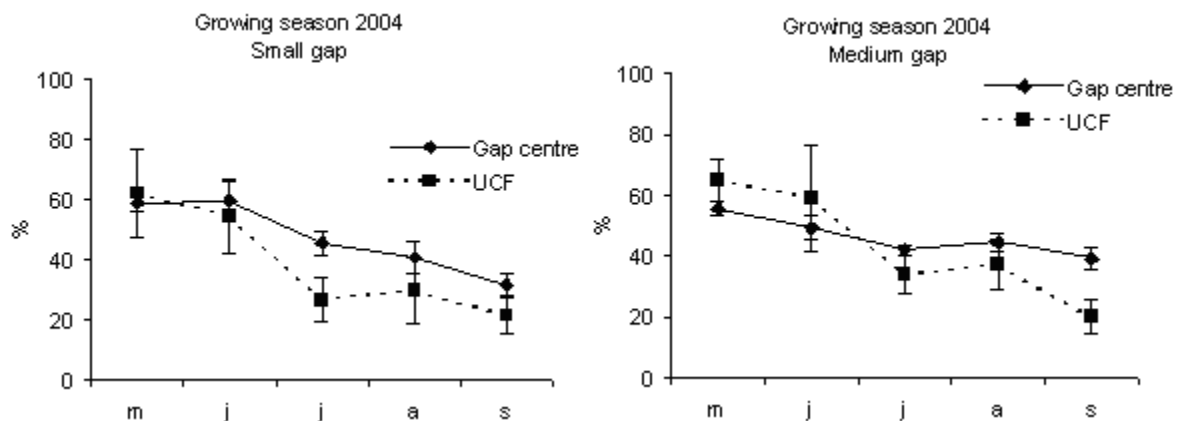 Growing season 2004
Small gap
100
80
60
40
20
0
%
Gap centre
UCF
m j j a s
Growing season 2004
Medium gap
100
80
60
40
20
0
%
Gap centre
UCF
m j j a s